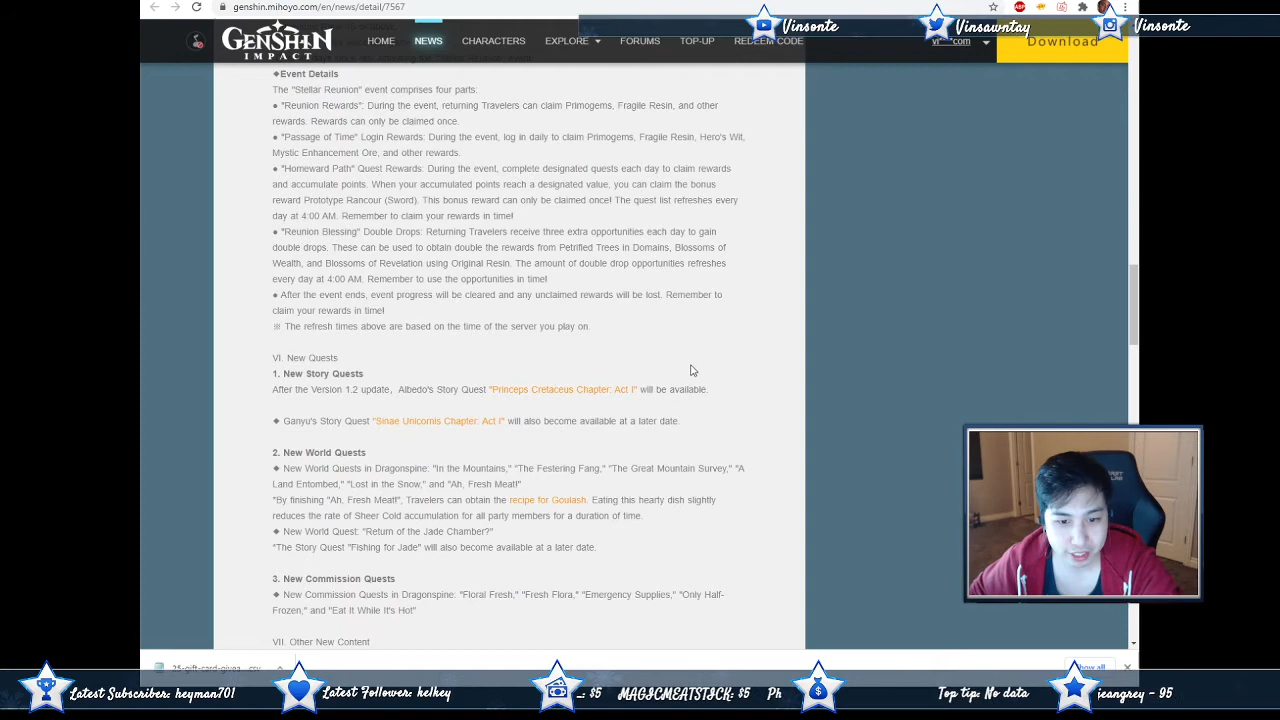 genshin.mihoyo.com/en/news/detail/7567
Vinsonte
Vinsawntay
Vinsonte
GENSHIN
IMPACT
HOME
NEWS
CHARACTERS
EXPLORE
FORUMS
TOP-UP
REDEEM CODE
Download
◆Event Details
The "Stellar Reunion" event comprises four parts:
● "Reunion Rewards": During the event, returning Travelers can claim Primogems, Fragile Resin, and other
rewards. Rewards can only be claimed once.
● "Passage of Time" Login Rewards: During the event, log in daily to claim Primogems, Fragile Resin, Hero's Wit,
Mystic Enhancement Ore, and other rewards.
● "Homeward Path" Quest Rewards: During the event, complete designated quests each day to claim rewards
and accumulate points. When your accumulated points reach a designated value, you can claim the bonus
reward Prototype Rancour (Sword). This bonus reward can only be claimed once! The quest list refreshes every
day at 4:00 AM. Remember to claim your rewards in time!
● "Reunion Blessing" Double Drops: Returning Travelers receive three extra opportunities each day to gain
double drops. These can be used to obtain double the rewards from Petrified Trees in Domains, Blossoms of
Wealth, and Blossoms of Revelation using Original Resin. The amount of double drop opportunities refreshes
every day at 4:00 AM. Remember to use the opportunities in time!
● After the event ends, event progress will be cleared and any unclaimed rewards will be lost. Remember to
claim your rewards in time!
※ The refresh times above are based on the time of the server you play on.
VI. New Quests
1. New Story Quests
After the Version 1.2 update, Albedo's Story Quest "Princeps Cretaceus Chapter: Act I" will be available.
◆ Ganyu's Story Quest "Sinae Unicornis Chapter: Act I" will also become available at a later date.
2. New World Quests
◆ New World Quests in Dragonspine: "In the Mountains," "The Festering Fang," "The Great Mountain Survey," "A
Land Entombed," "Lost in the Snow," and "Ah, Fresh Meat!"
*By finishing "Ah, Fresh Meat!", Travelers can obtain the recipe for Goulash. Eating this hearty dish slightly
reduces the rate of Sheer Cold accumulation for all party members for a duration of time.
◆ New World Quest: "Return of the Jade Chamber?"
*The Story Quest "Fishing for Jade" will also become available at a later date.
3. New Commission Quests
◆ New Commission Quests in Dragonspine: "Floral Fresh," "Fresh Flora," "Emergency Supplies," "Only Half-
Frozen," and "Eat It While It's Hot"
VII. Other New Content
25-gift-card-givea....csv
Show all
Latest Subscriber: heyman701
Latest Follower: kelkey
_: $5 MAGICMEATSTICK: $5 Ph
Top tip: No data
jeangrey - 95